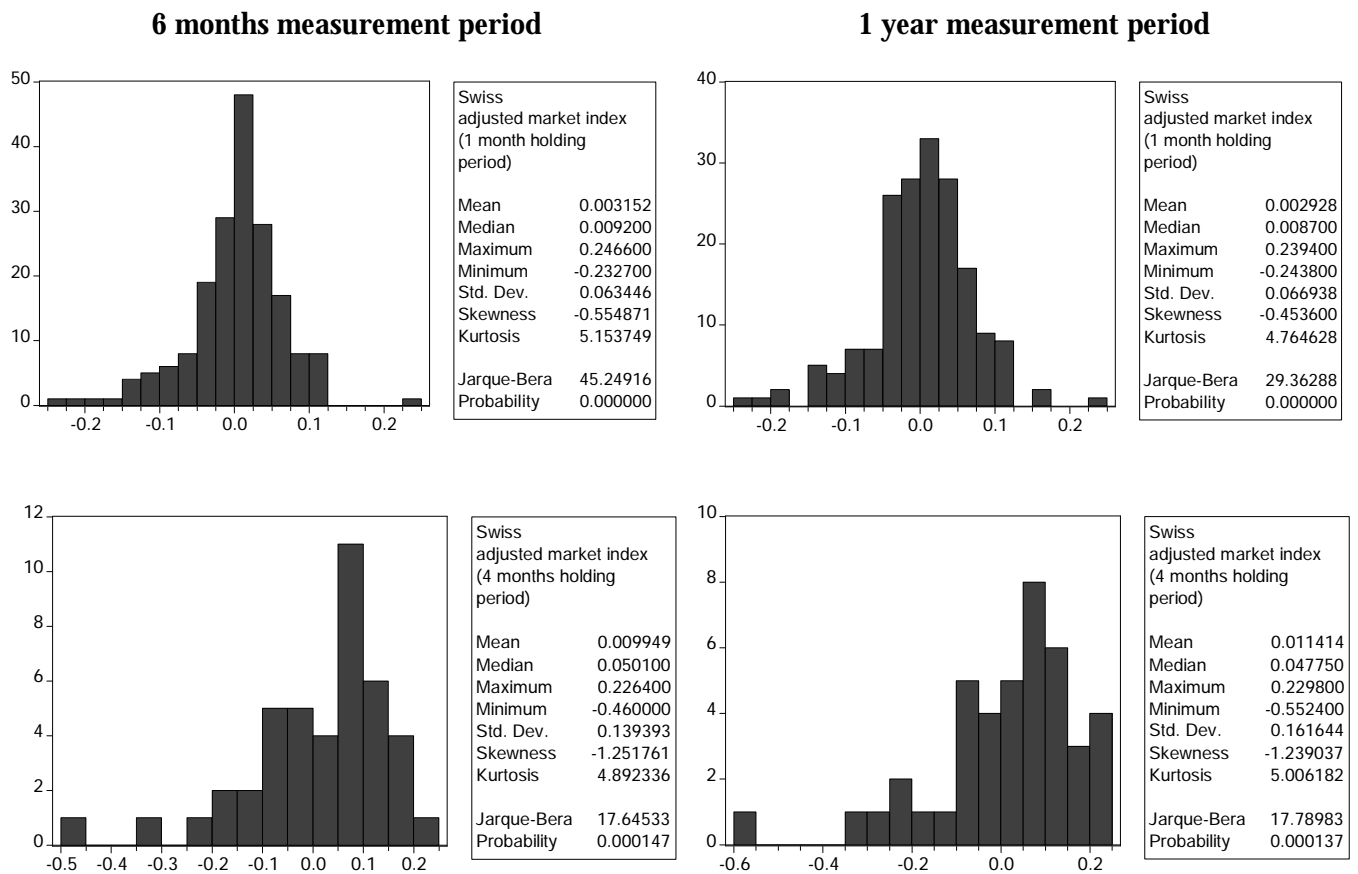 6 months measurement period
1 year measurement period
50
40
30
20
10
0
-0.2 -0.1 0.0 0.1 0.2
Swiss
adjusted market index
(1 month holding
period)
Mean 0.003152
Median 0.009200
Maximum 0.246600
Minimum -0.232700
Std. Dev. 0.063446
Skewness -0.554871
Kurtosis 5.153749
Jarque-Bera 45.24916
Probability 0.000000
40
30
20
10
0
-0.2 -0.1 0.0 0.1 0.2
Swiss
adjusted market index
(1 month holding
period)
Mean 0.002928
Median 0.008700
Maximum 0.239400
Minimum -0.243800
Std. Dev. 0.066938
Skewness -0.453600
Kurtosis 4.764628
Jarque-Bera 29.36288
Probability 0.000000
12
10
8
6
4
2
0
-0.5 -0.4 -0.3 -0.2 -0.1 0.0 0.1 0.2
Swiss
adjusted market index
(4 months holding
period)
Mean 0.009949
Median 0.050100
Maximum 0.226400
Minimum -0.460000
Std. Dev. 0.139393
Skewness -1.251761
Kurtosis 4.892336
Jarque-Bera 17.64533
Probability 0.000147
10
8
6
4
2
0
-0.6 -0.4 -0.2 0.0 0.2
Swiss
adjusted market index
(4 months holding
period)
Mean 0.011414
Median 0.047750
Maximum 0.229800
Minimum -0.552400
Std. Dev. 0.161644
Skewness -1.239037
Kurtosis 5.006182
Jarque-Bera 17.78983
Probability 0.000137